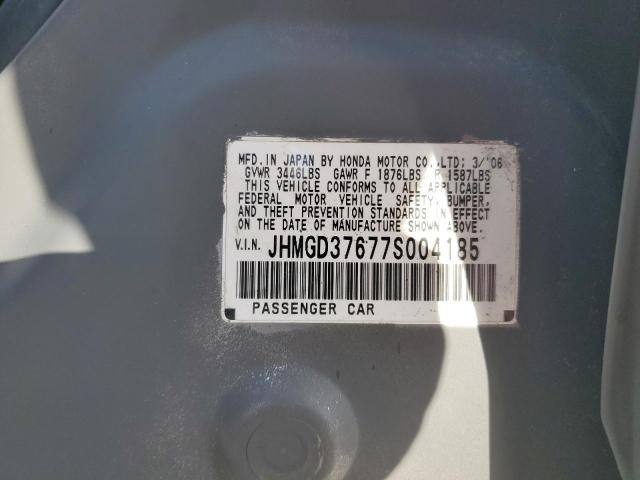 MFD. IN JAPAN BY HONDA MOTOR CO., LTD; 3/'06
GVWR 3446LBS GAWR F 1876LBS R 1587LBS
THIS VEHICLE CONFORMS TO ALL APPLICABLE
FEDERAL MOTOR VEHICLE SAFETY, BUMPER,
AND THEFT PREVENTION STANDARDS IN EFFECT
ON THE DATE OF MANUFACTURE SHOWN ABOVE.
V.I.N. JHMGD37677S004185
PASSENGER CAR